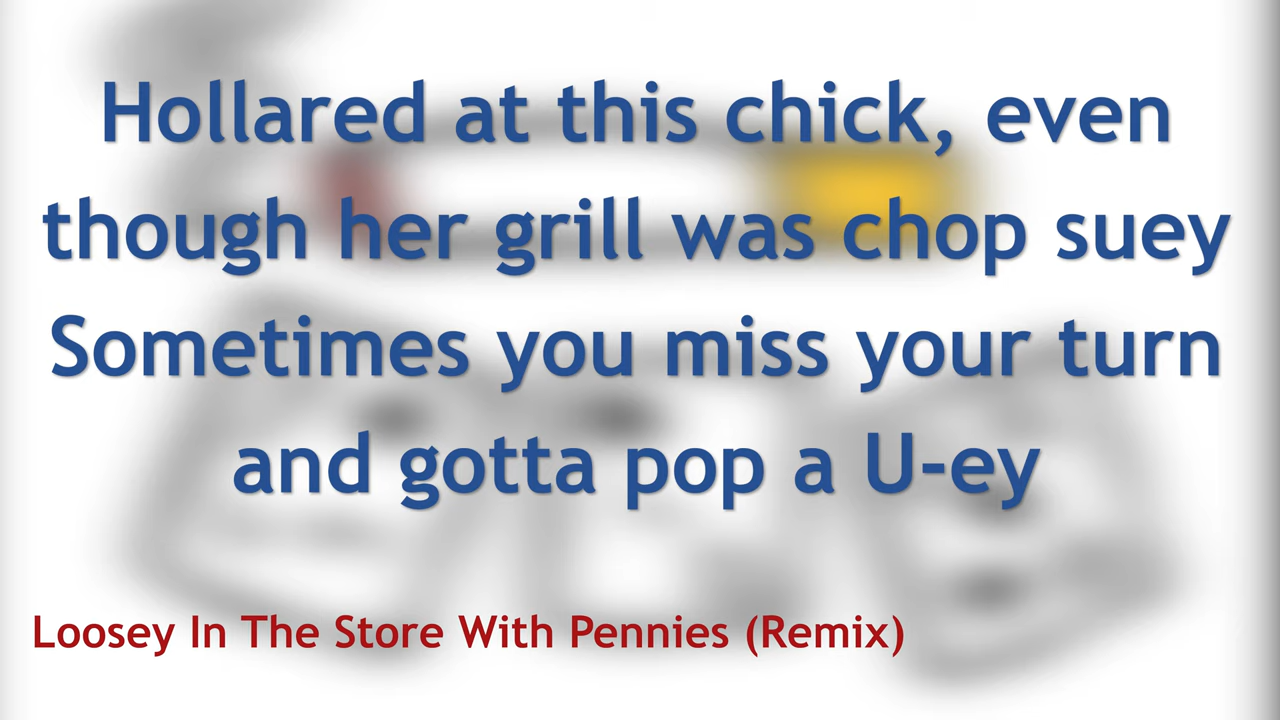 Hollared at this chick, even
though her grill was chop suey
Sometimes you miss your turn
and gotta pop a U-ey
Loosey In The Store With Pennies (Remix)